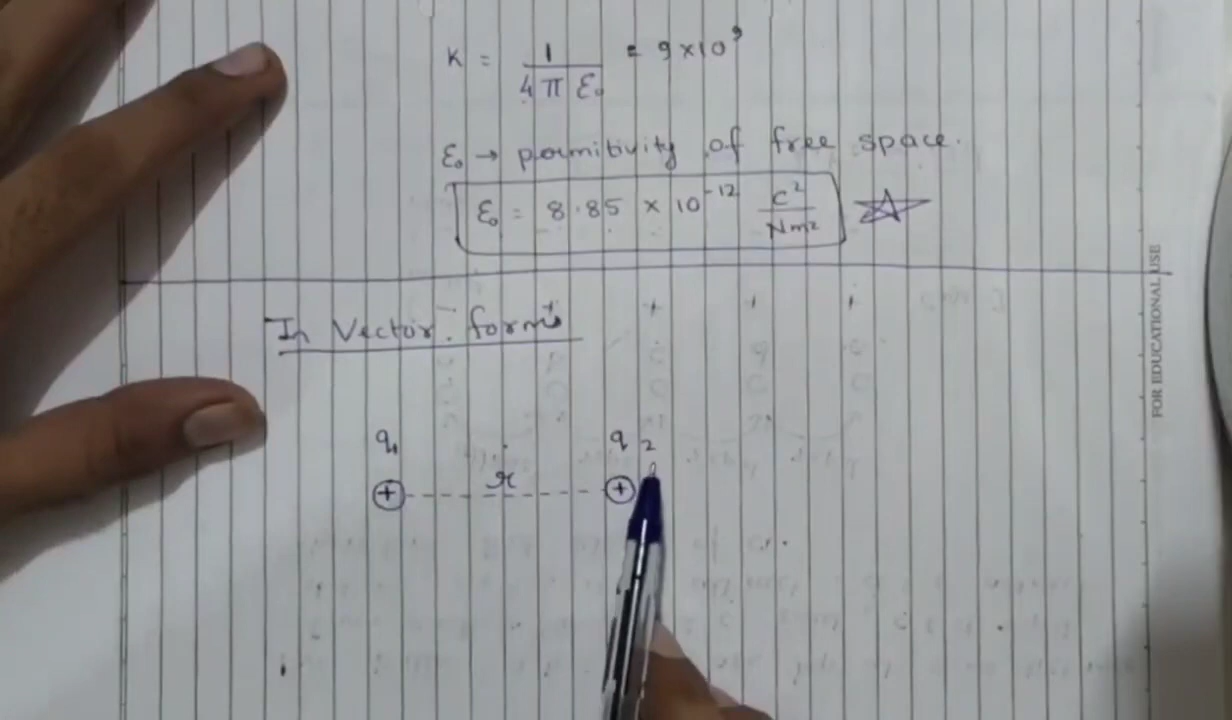 K = 1/4πε₀ = 9×10⁹
ε₀ → permitivity of free space.
ε₀ = 8.85 × 10⁻¹² C²/Nm²
In Vector form
q₁ q₂
+ r +
FOR EDUCATIONAL USE